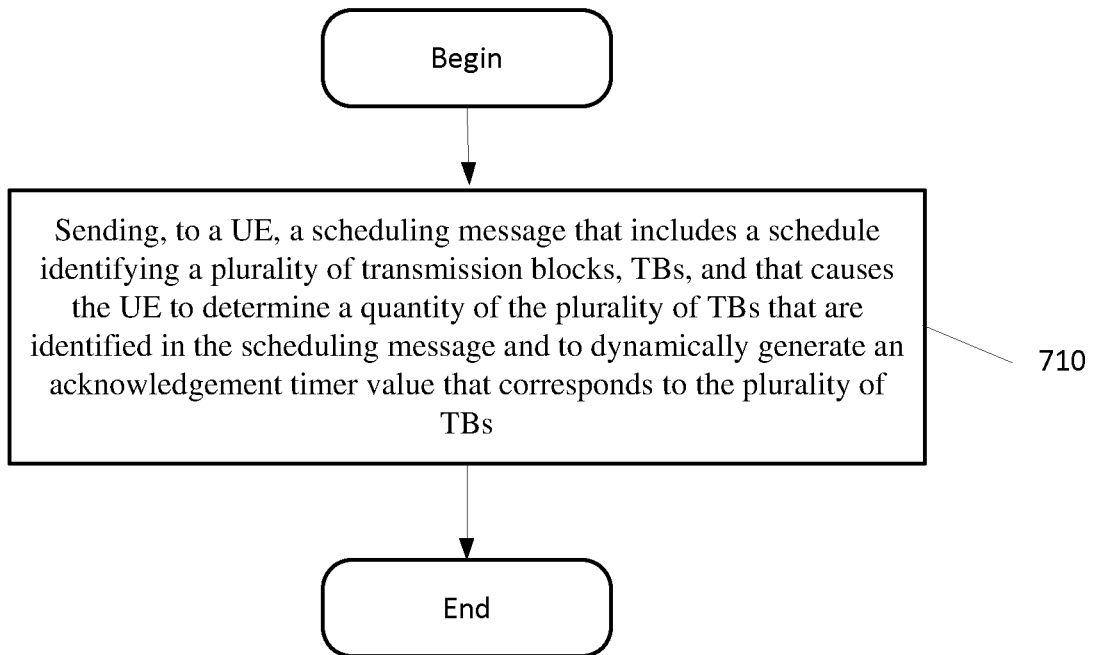 Begin
Sending, to a UE, a scheduling message that includes a schedule
identifying a plurality of transmission blocks, TBs, and that causes
the UE to determine a quantity of the plurality of TBs that are
identified in the scheduling message and to dynamically generate an
acknowledgement timer value that corresponds to the plurality of
TBs
710
End